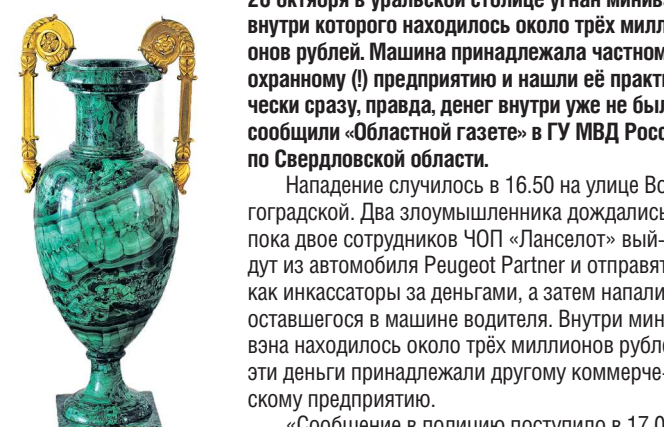 26 октября в уральской столице угнан минивэ
внутри которого находилось около трёх милл
онов рублей. Машина принадлежала частном
охранному (!) предприятию и нашли её практи
чески сразу, правда, денег внутри уже не был
сообщили «Областной газете» в ГУ МВД Росс
по Свердловской области.
Нападение случилось в 16.50 на улице Во
гоградской. Два злоумышленника дождались
пока двое сотрудников ЧОП «Ланселот» вый-
дут из автомобиля Peugeot Partner и отправят
как инкассаторы за деньгами, а затем напали
оставшегося в машине водителя. Внутри мин
вэна находилось около трёх миллионов рубле
эти деньги принадлежали другому коммерче-
скому предприятию.
«Сообщение в полицию поступило в 17.0